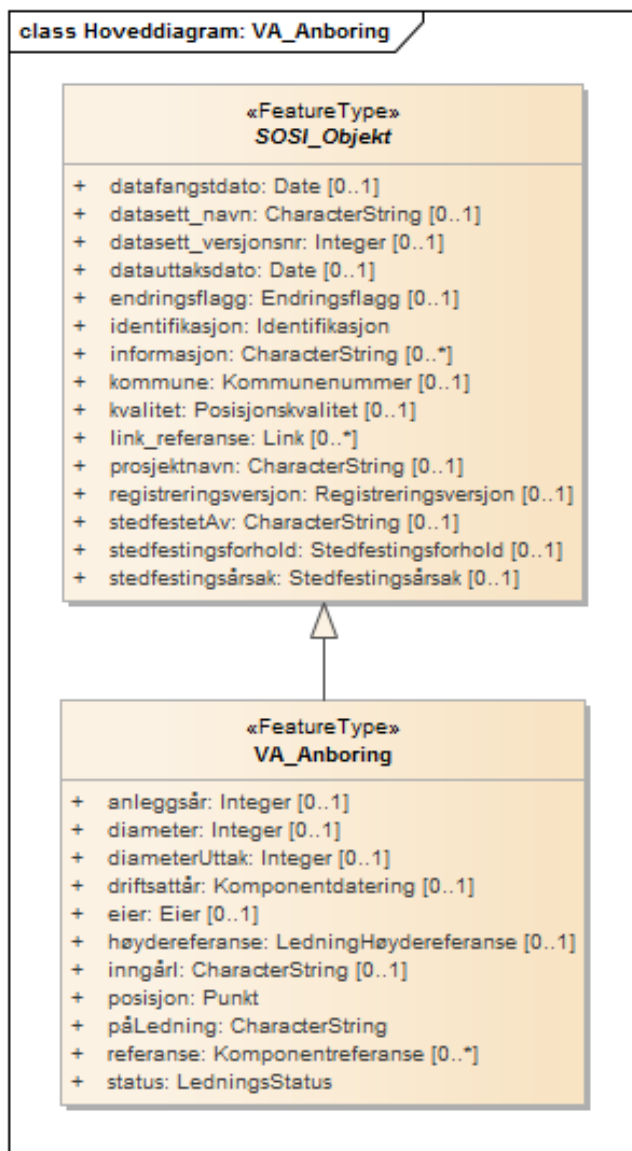 class Hoveddiagram: VA_Anboring
«FeatureType»
SOSI_Objekt
+ datafangstdato: Date [0..1]
+ datasett_navn: CharacterString [0..1]
+ datasett_versjonsnr: Integer [0..1]
+ datauttaksdato: Date [0..1]
+ endringsflagg: Endringsflagg [0..1]
+ identifikasjon: Identifikasjon
+ informasjon: CharacterString [0..*]
+ kommune: Kommunenummer [0..1]
+ kvalitet: Posisjonskvalitet [0..1]
+ link_referanse: Link [0..*]
+ prosjektnavn: CharacterString [0..1]
+ registreringsversjon: Registreringsversjon [0..1]
+ stedfestetAv: CharacterString [0..1]
+ stedfestingsforhold: Stedfestingsforhold [0..1]
+ stedfestingsårsak: Stedfestingsårsak [0..1]
«FeatureType»
VA_Anboring
+ anleggsår: Integer [0..1]
+ diameter: Integer [0..1]
+ diameterUttak: Integer [0..1]
+ driftsattår: Komponentdatering [0..1]
+ eier: Eier [0..1]
+ høydereferanse: LedningHøydereferanse [0..1]
+ inngårI: CharacterString [0..1]
+ posisjon: Punkt
+ påLedning: CharacterString
+ referanse: Komponentreferanse [0..*]
+ status: LedningsStatus